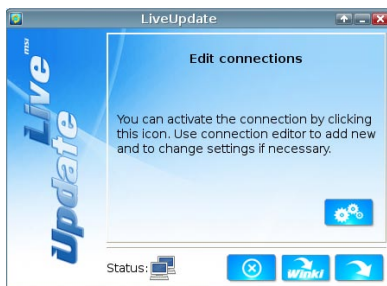 LiveUpdate
msi
Live
Update
Edit connections
You can activate the connection by clicking
this icon. Use connection editor to add new
and to change settings if necessary.
Status:
Winki